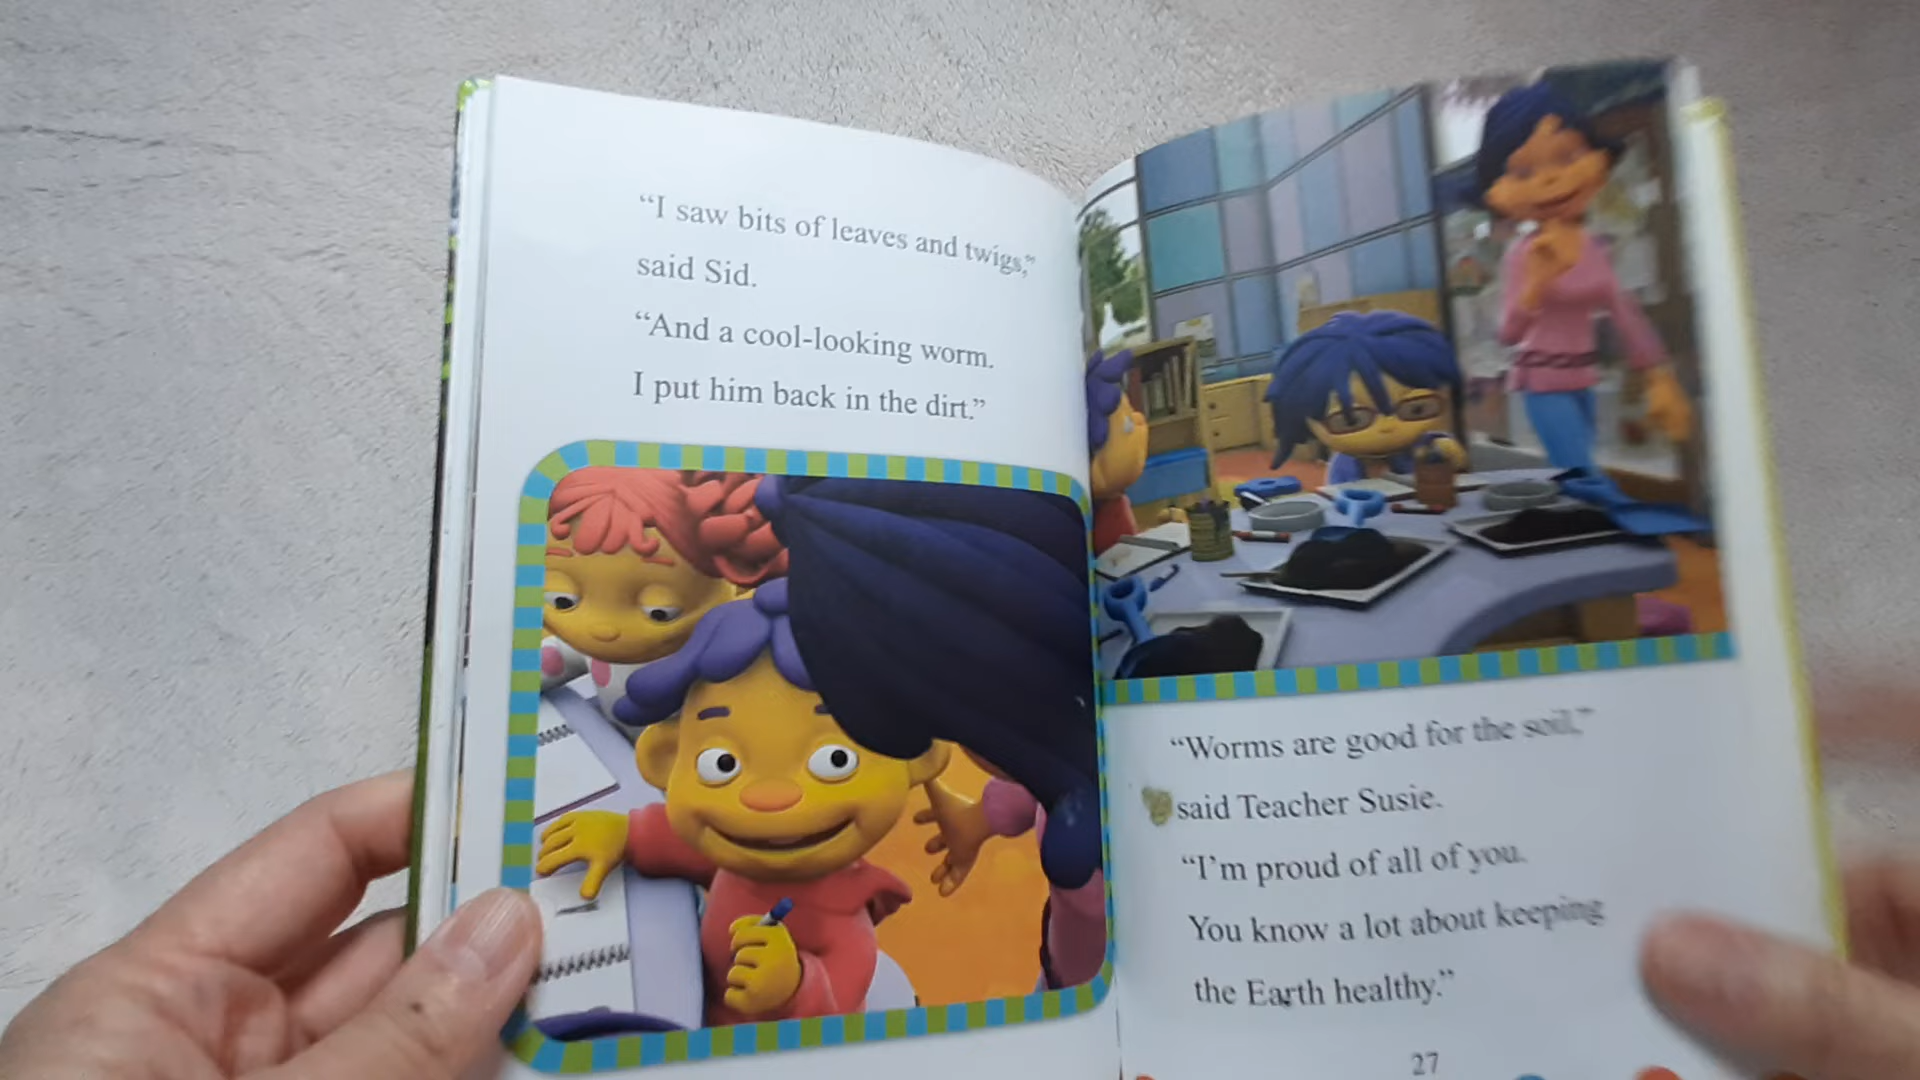 “I saw bits of leaves and twigs,”
said Sid.
“And a cool-looking worm.
I put him back in the dirt.”
“Worms are good for the soil,”
said Teacher Susie.
“I’m proud of all of you.
You know a lot about keeping
the Earth healthy.”
27